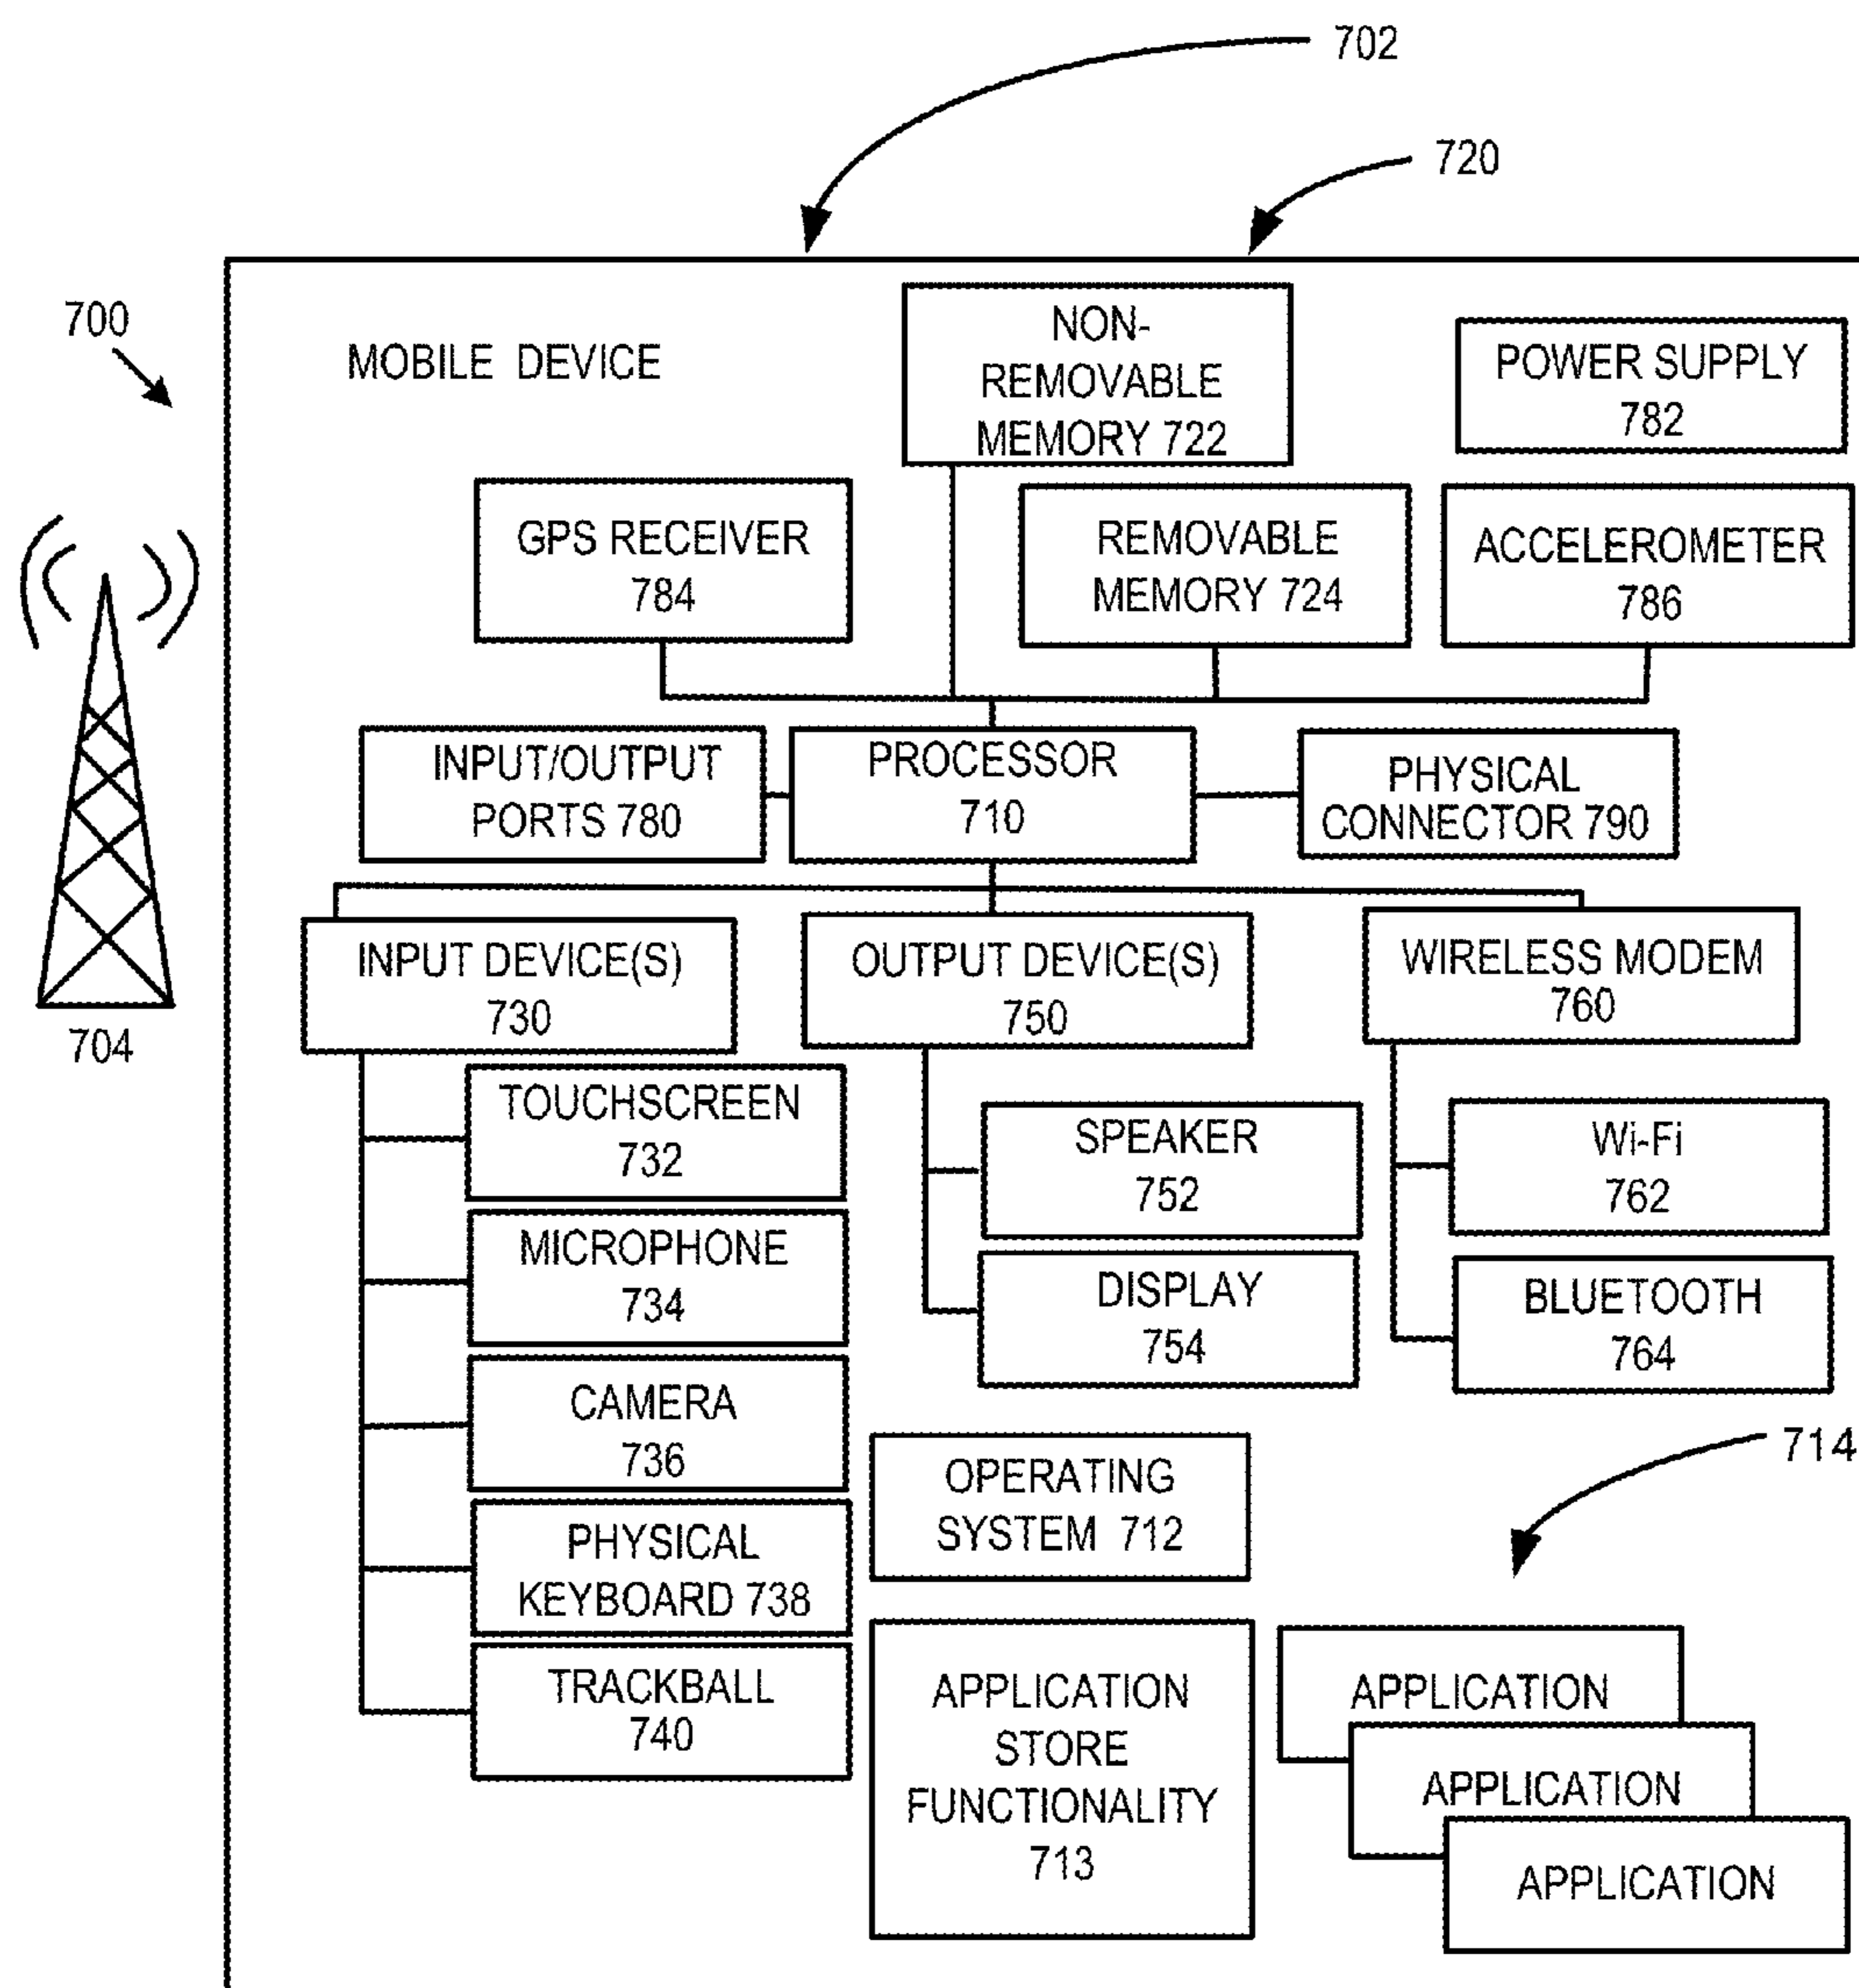 702
720
700
MOBILE DEVICE
NON-
REMOVABLE
MEMORY 722
POWER SUPPLY
782
GPS RECEIVER
784
REMOVABLE
MEMORY 724
ACCELEROMETER
786
INPUT/OUTPUT
PORTS 780
PROCESSOR
710
PHYSICAL
CONNECTOR 790
704
INPUT DEVICE(S)
730
OUTPUT DEVICE(S)
750
WIRELESS MODEM
760
TOUCHSCREEN
732
MICROPHONE
734
CAMERA
736
PHYSICAL
KEYBOARD 738
TRACKBALL
740
SPEAKER
752
DISPLAY
754
Wi-Fi
762
BLUETOOTH
764
OPERATING
SYSTEM 712
APPLICATION
STORE
FUNCTIONALITY
713
714
APPLICATION
APPLICATION
APPLICATION